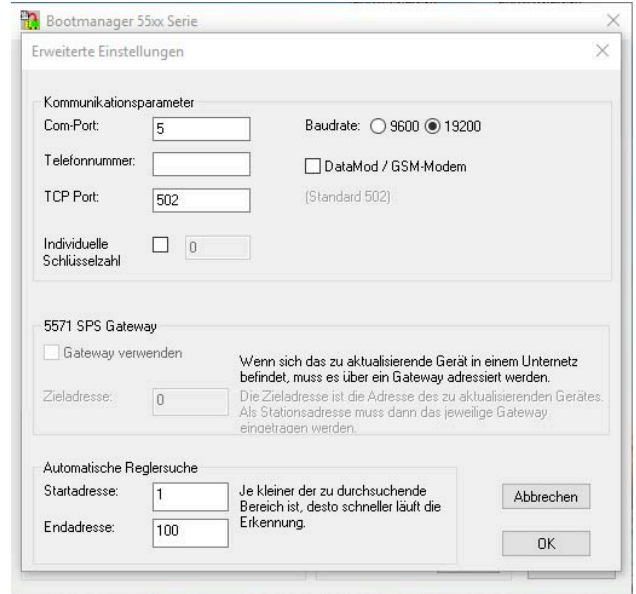 Bootmanager 55xx Serie
Erweiterte Einstellungen
Kommunikationsparameter
Com-Port: 5 Baudrate: 9600 19200
Telefonnummer: DataMod / GSM-Modem
TCP Port: 502 (Standard 502)
Individuelle
Schlüsselzahl 0
5571 SPS Gateway
Gateway verwenden
Wenn sich das zu aktualisierende Gerät in einem Unternetz
befindet, muss es über ein Gateway adressiert werden.
Zieladresse: 0
Die Zieladresse ist die Adresse des zu aktualisierenden Gerätes.
Als Stationsadresse muss dann das jeweilige Gateway
eingetragen werden.
Automatische Reglersuche
Startadresse: 1
Endadresse: 100
Je kleiner der zu durchsuchende
Bereich ist, desto schneller läuft die
Erkennung.
Abbrechen
OK